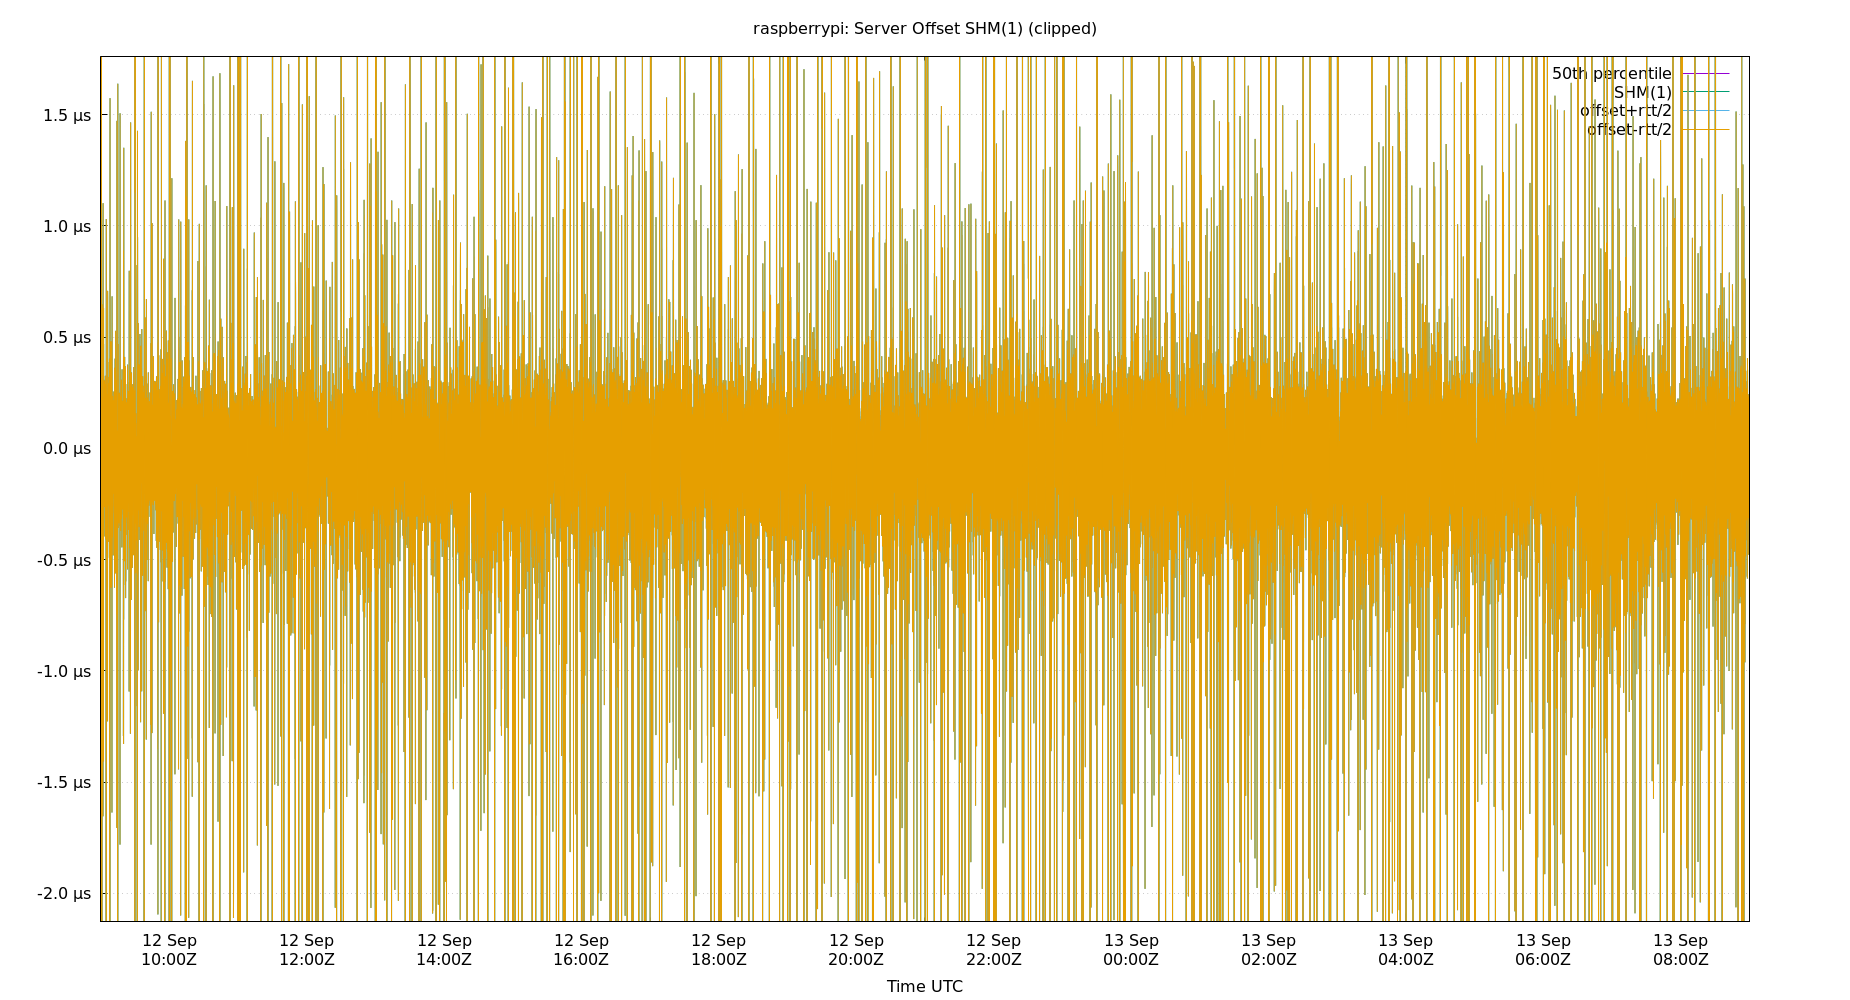 raspberrypi: Server Offset SHM(1) (clipped)
50th percentile
SHM(1)
offset+rtt/2
offset-rtt/2
1.5 µs
1.0 µs
0.5 µs
0.0 µs
-0.5 µs
-1.0 µs
-1.5 µs
-2.0 µs
12 Sep 12 Sep 12 Sep 12 Sep 12 Sep 12 Sep 12 Sep 13 Sep 13 Sep 13 Sep 13 Sep 13 Sep
10:00Z 12:00Z 14:00Z 16:00Z 18:00Z 20:00Z 22:00Z 00:00Z 02:00Z 04:00Z 06:00Z 08:00Z
Time UTC